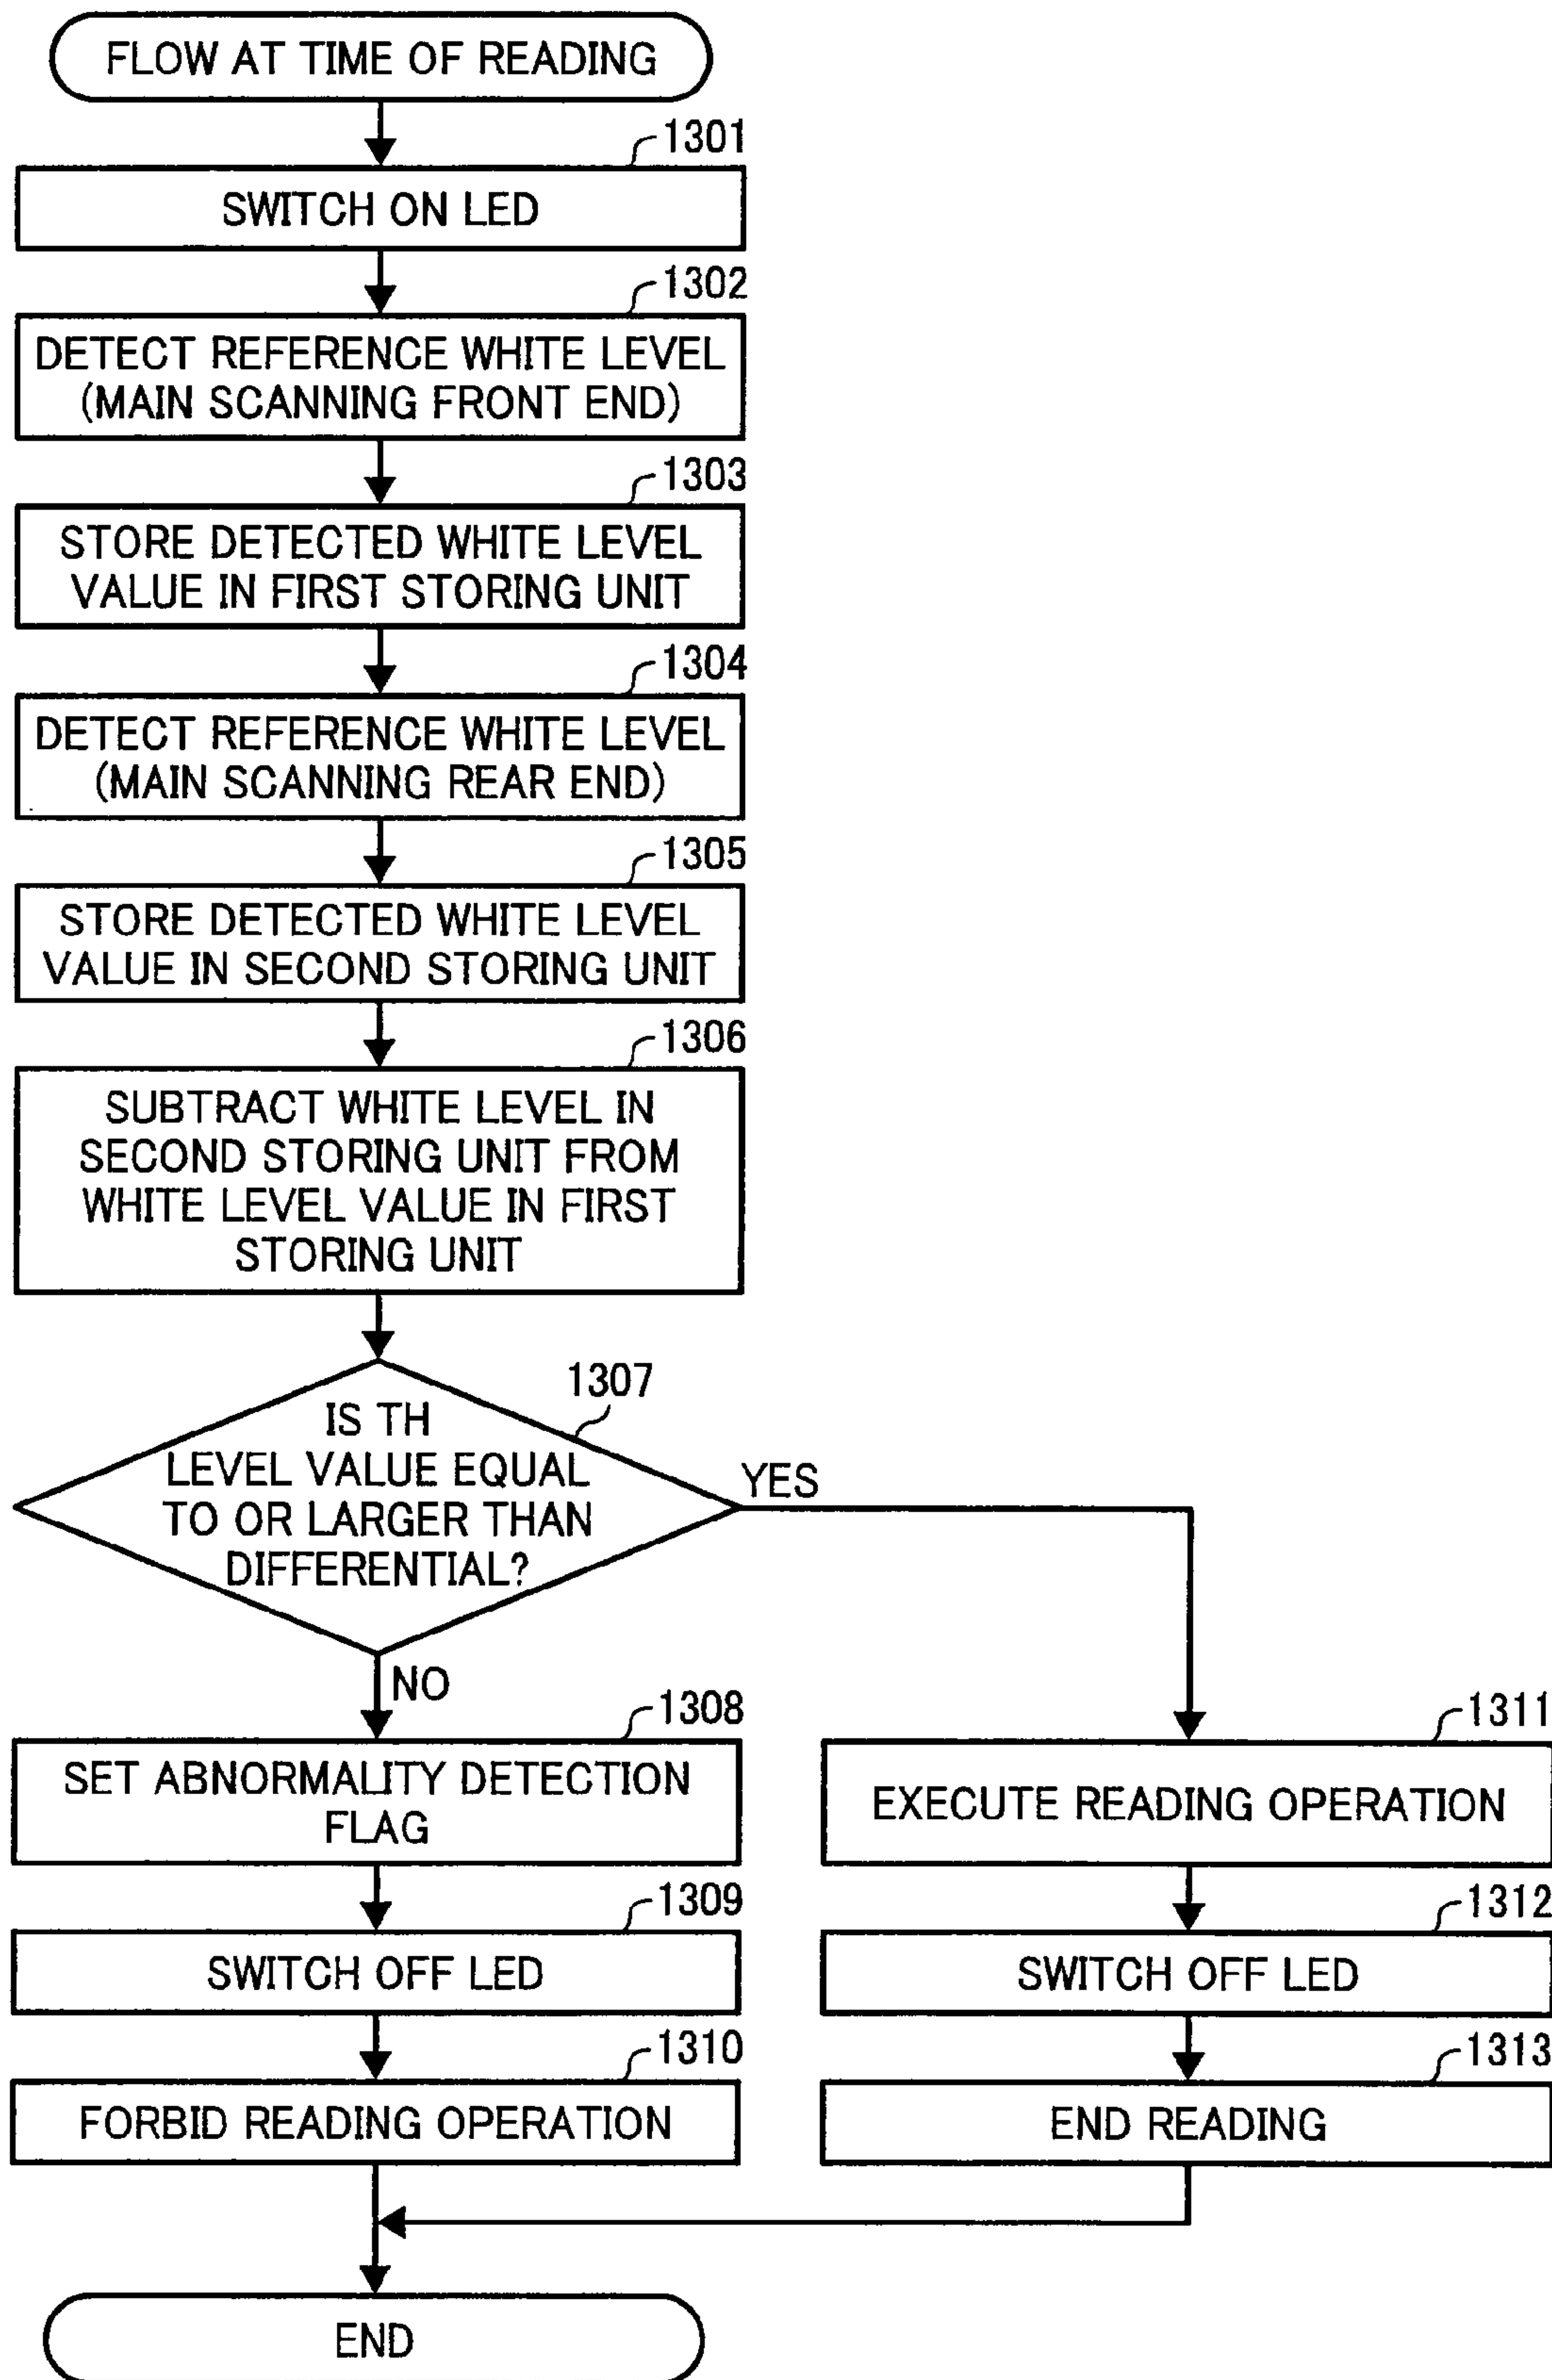 FLOW AT TIME OF READING
1301
SWITCH ON LED
1302
DETECT REFERENCE WHITE LEVEL
(MAIN SCANNING FRONT END)
1303
STORE DETECTED WHITE LEVEL
VALUE IN FIRST STORING UNIT
1304
DETECT REFERENCE WHITE LEVEL
(MAIN SCANNING REAR END)
1305
STORE DETECTED WHITE LEVEL
VALUE IN SECOND STORING UNIT
1306
SUBTRACT WHITE LEVEL IN
SECOND STORING UNIT FROM
WHITE LEVEL VALUE IN FIRST
STORING UNIT
1307
IS TH
LEVEL VALUE EQUAL
TO OR LARGER THAN
DIFFERENTIAL?
YES
NO
1308
SET ABNORMALITY DETECTION
FLAG
1309
SWITCH OFF LED
1310
FORBID READING OPERATION
1311
EXECUTE READING OPERATION
1312
SWITCH OFF LED
1313
END READING
END